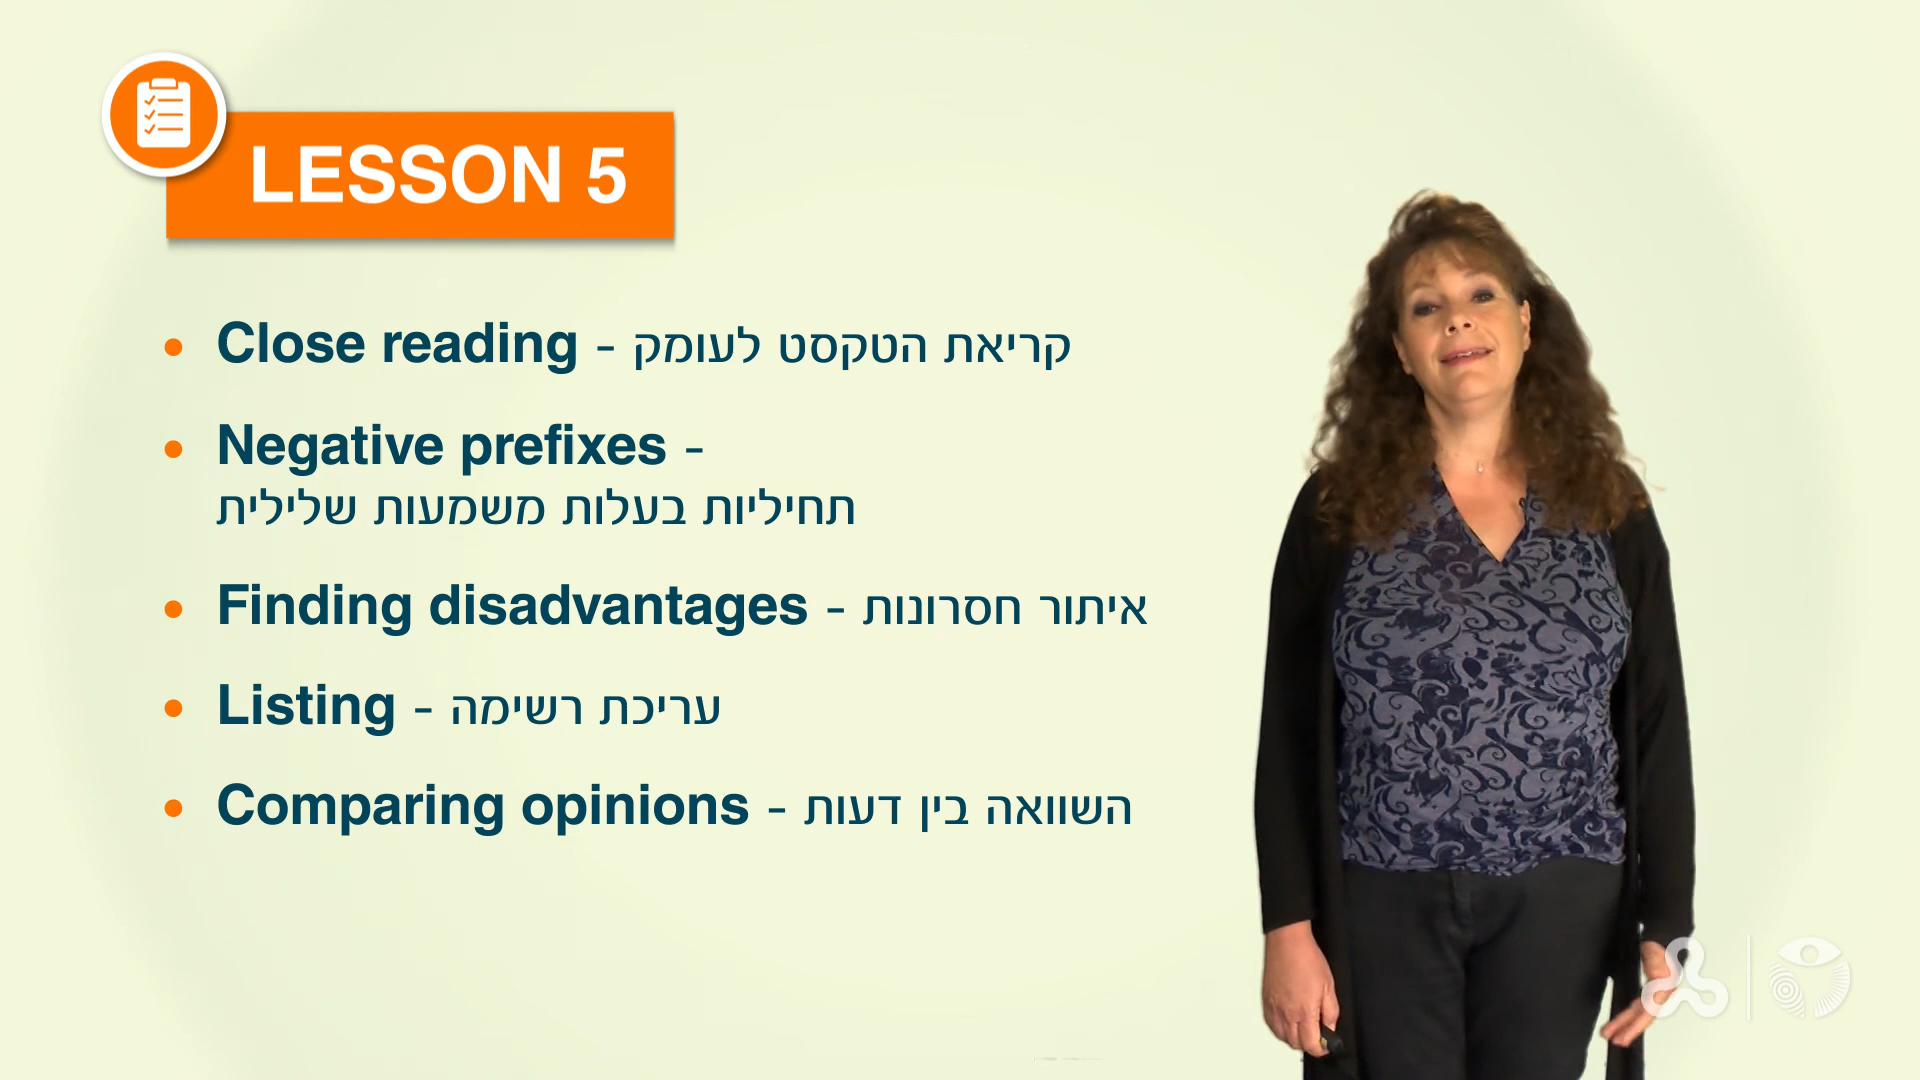 LESSON 5
• Close reading - קריאת הטקסט לעומק
• Negative prefixes -
תחיליות בעלות משמעות שלילית
• Finding disadvantages - איתור חסרונות
• Listing - עריכת רשימה
• Comparing opinions - השוואה בין דעות